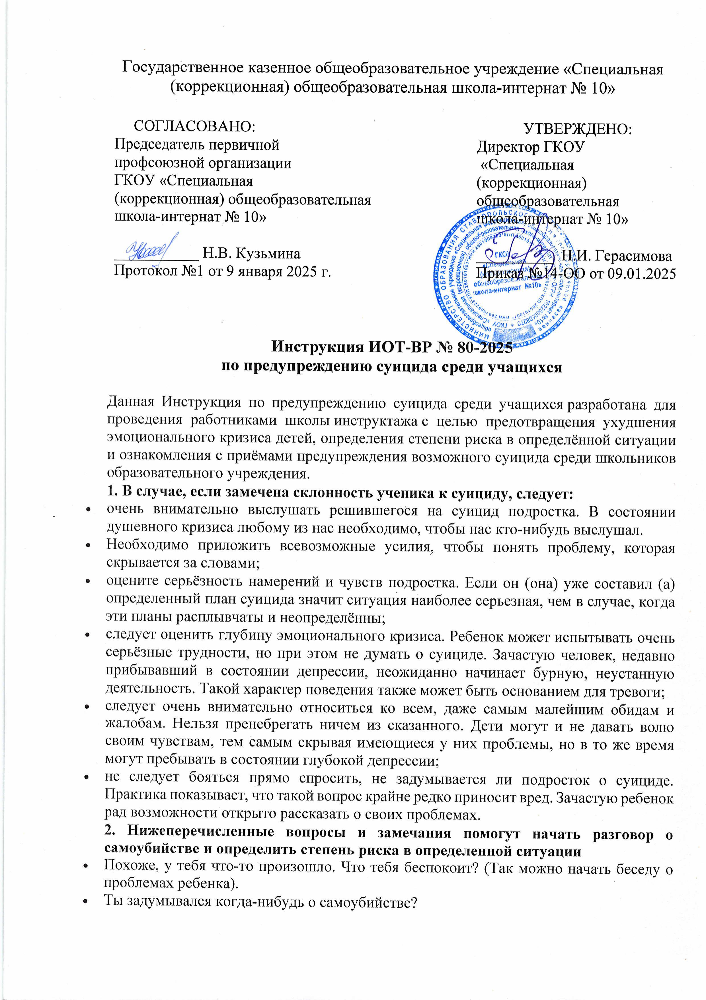 Государственное казенное общеобразовательное учреждение «Специальная
(коррекционная) общеобразовательная школа-интернат № 10»
СОГЛАСОВАНО:
Председатель первичной
профсоюзной организации
ГКОУ «Специальная
(коррекционная) общеобразовательная
школа-интернат № 10»
Н.В. Кузьмина
Протокол №1 от 9 января 2025 г.
УТВЕРЖДЕНО:
Директор ГКОУ
«Специальная
(коррекционная)
общеобразовательная
школа-интернат № 10»
Н.И. Герасимова
Приказ №14-ОО от 09.01.2025
ГКОУ
«Специальная
(коррекционная)
общеобразовательная
школа-интернат №10»
Инструкция ИОТ-ВР № 80-2025
по предупреждению суицида среди учащихся
Данная Инструкция по предупреждению суицида среди учащихся разработана для
проведения работниками школы инструктажа с целью предотвращения ухудшения
эмоционального кризиса детей, определения степени риска в определённой ситуации
и ознакомления с приёмами предупреждения возможного суицида среди школьников
образовательного учреждения.
1. В случае, если замечена склонность ученика к суициду, следует:
• очень внимательно выслушать решившегося на суицид подростка. В состоянии
душевного кризиса любому из нас необходимо, чтобы нас кто-нибудь выслушал.
• Необходимо приложить всевозможные усилия, чтобы понять проблему, которая
скрывается за словами;
• оцените серьёзность намерений и чувств подростка. Если он (она) уже составил (а)
определенный план суицида значит ситуация наиболее серьезная, чем в случае, когда
эти планы расплывчаты и неопределённы;
• следует оценить глубину эмоционального кризиса. Ребенок может испытывать очень
серьёзные трудности, но при этом не думать о суициде. Зачастую человек, недавно
прибывавший в состоянии депрессии, неожиданно начинает бурную, неустанную
деятельность. Такой характер поведения также может быть основанием для тревоги;
• следует очень внимательно относиться ко всем, даже самым малейшим обидам и
жалобам. Нельзя пренебрегать ничем из сказанного. Дети могут и не давать волю
своим чувствам, тем самым скрывая имеющиеся у них проблемы, но в то же время
могут пребывать в состоянии глубокой депрессии;
• не следует бояться прямо спросить, не задумывается ли подросток о суициде.
Практика показывает, что такой вопрос крайне редко приносит вред. Зачастую ребенок
рад возможности открыто рассказать о своих проблемах.
2. Нижеперечисленные вопросы и замечания помогут начать разговор о
самоубийстве и определить степень риска в определенной ситуации
• Похоже, у тебя что-то произошло. Что тебя беспокоит? (Так можно начать беседу о
проблемах ребенка).
• Ты задумывался когда-нибудь о самоубийстве?